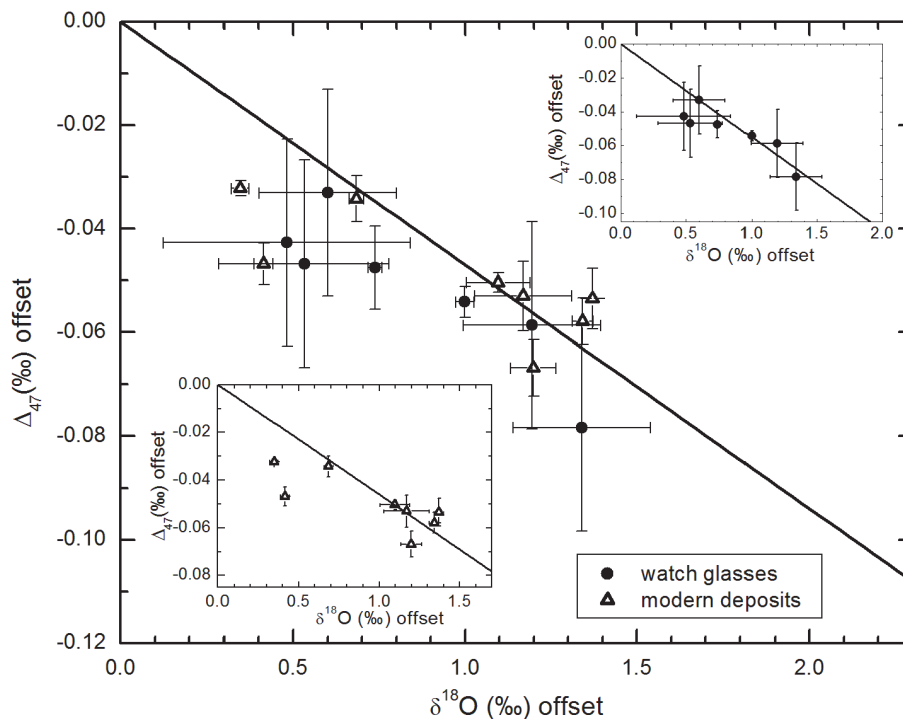 0.00
-0.02
-0.04
-0.06
-0.08
-0.10
-0.12
0.0 0.5 1.0 1.5 2.0
Δ47(‰) offset
δ18O (‰) offset
0.00
-0.02
-0.04
-0.06
-0.08
-0.10
0.0 0.5 1.0 1.5 2.0
Δ47(‰) offset
δ18O (‰) offset
0.00
-0.02
-0.04
-0.06
-0.08
0.0 0.5 1.0 1.5
Δ47(‰) offset
δ18O (‰) offset
watch glasses
modern deposits